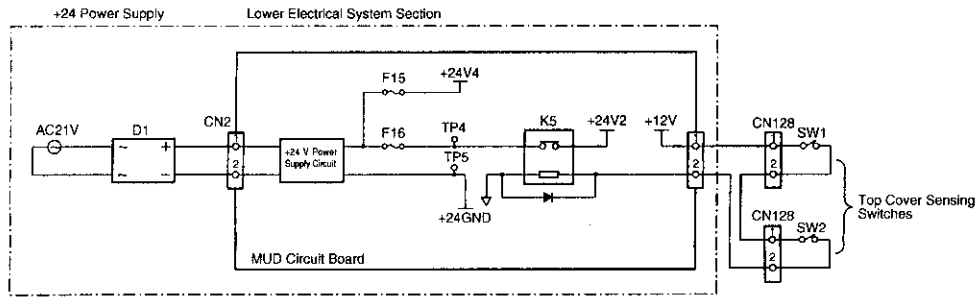 +24 Power Supply
Lower Electrical System Section
F15
+24V4
AC21V
D1
CN2
F16
TP4
K5
+24V2
+12V
CN128
SW1
~
+
1
+24 V Power
Supply Circuit
TP5
1
1
~
−
2
2
2
+24GND
Top Cover Sensing
Switches
CN128
SW2
1
2
MUD Circuit Board